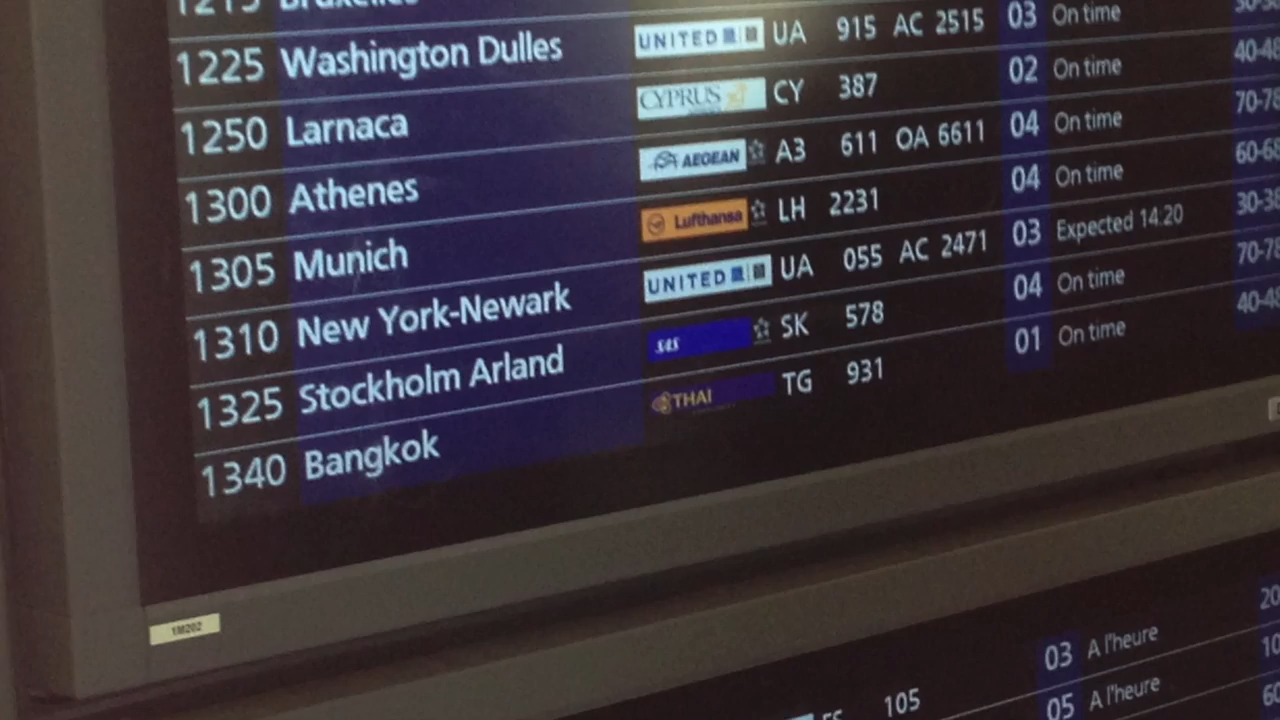 Bruxelles
1225 Washington Dulles UNITED UA 915 AC 2515 03 On time
1250 Larnaca CYPRUS CY 387 02 On time
1300 Athenes AEGEAN A3 611 OA 6611 04 On time
1305 Munich Lufthansa LH 2231 04 On time
1310 New York-Newark UNITED UA 055 AC 2471 03 Expected 14.20
1325 Stockholm Arland SAS SK 578 04 On time
1340 Bangkok THAI TG 931 01 On time
1M202
03 A l'heure
105 05 A l'heure